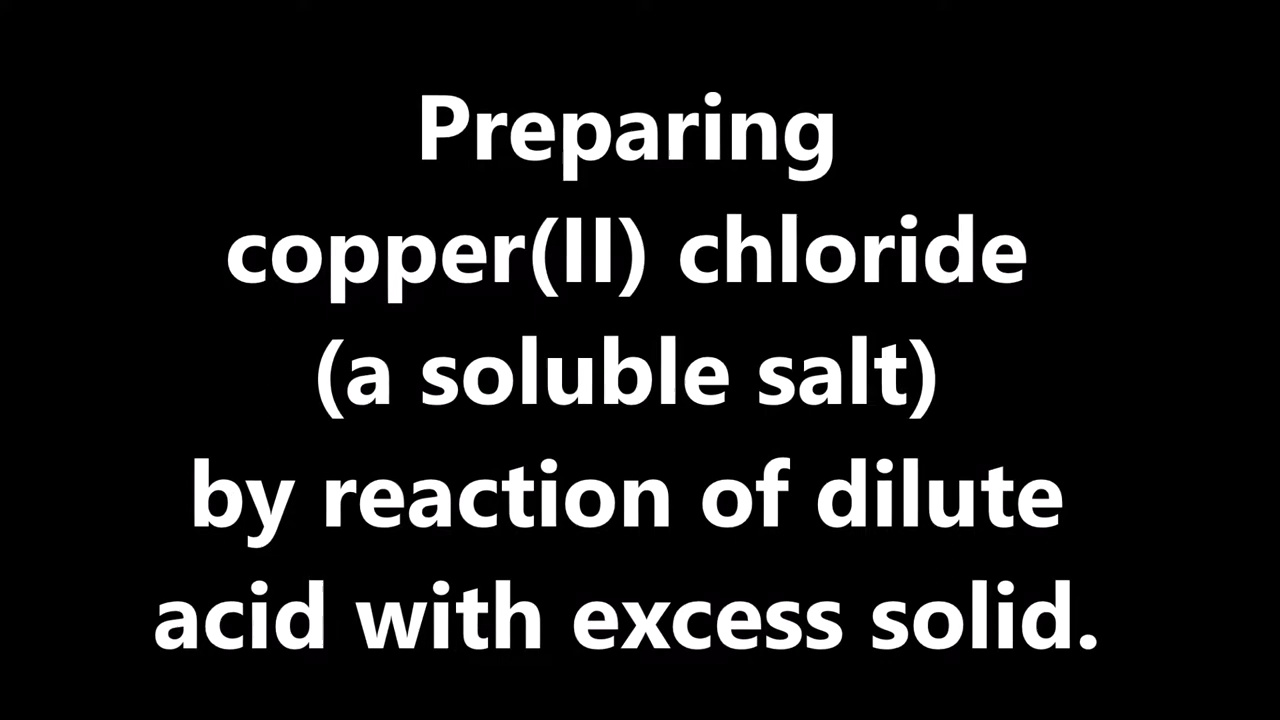 Preparing
copper(II) chloride
(a soluble salt)
by reaction of dilute
acid with excess solid.